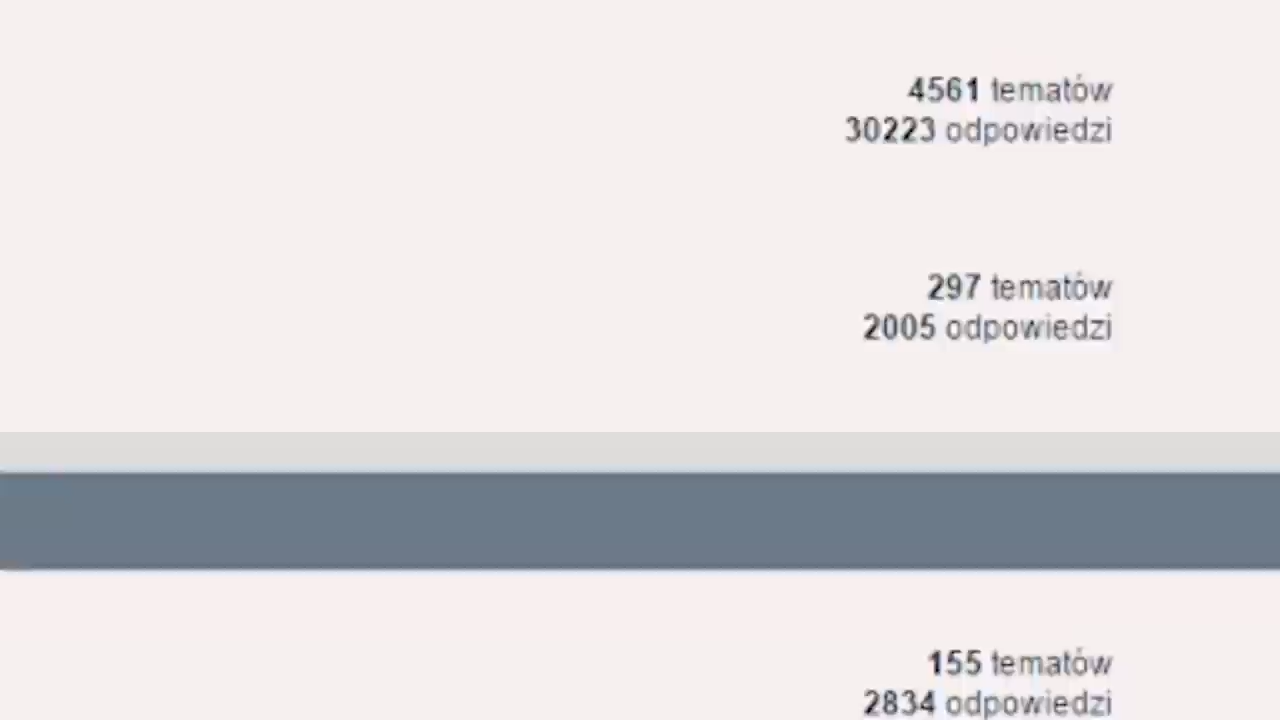 4561 tematów
30223 odpowiedzi
297 tematów
2005 odpowiedzi
155 tematów
2834 odpowiedzi